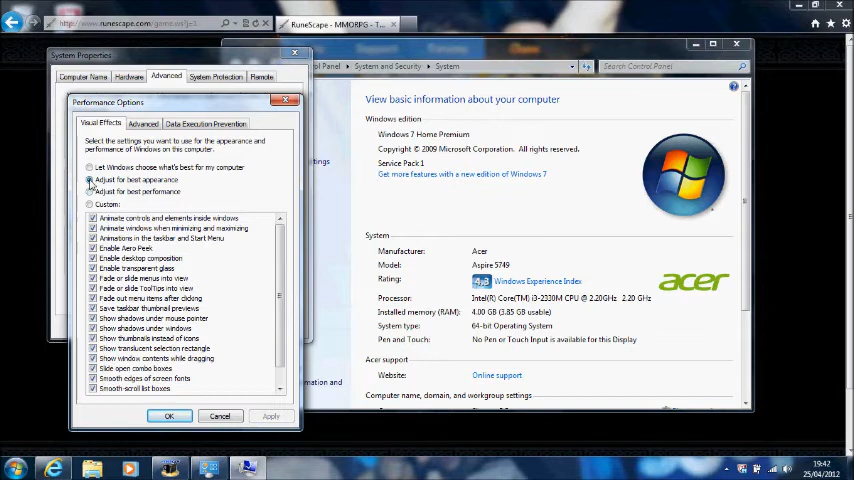 http://www.runescape.com/game.ws?j=1
RuneScape - MMORPG - T...
System Properties
Computer Name
Hardware
Advanced
System Protection
Remote
Control Panel
System and Security
System
Search Control Panel
Performance Options
Visual Effects
Advanced
Data Execution Prevention
Select the settings you want to use for the appearance and
performance of Windows on this computer.
Let Windows choose what's best for my computer
Adjust for best appearance
Adjust for best performance
Custom:
Animate controls and elements inside windows
Animate windows when minimizing and maximizing
Animations in the taskbar and Start Menu
Enable Aero Peek
Enable desktop composition
Enable transparent glass
Fade or slide menus into view
Fade or slide ToolTips into view
Fade out menu items after clicking
Save taskbar thumbnail previews
Show shadows under mouse pointer
Show shadows under windows
Show thumbnails instead of icons
Show translucent selection rectangle
Show window contents while dragging
Slide open combo boxes
Smooth edges of screen fonts
Smooth-scroll list boxes
OK
Cancel
Apply
ettings
mation and
View basic information about your computer
Windows edition
Windows 7 Home Premium
Copyright © 2009 Microsoft Corporation. All rights reserved.
Service Pack 1
Get more features with a new edition of Windows 7
System
Manufacturer: Acer
Model: Aspire 5749
Rating: 4,3 Windows Experience Index
acer
Processor: Intel(R) Core(TM) i3-2330M CPU @ 2.20GHz 2.20 GHz
Installed memory (RAM): 4.00 GB (3.85 GB usable)
System type: 64-bit Operating System
Pen and Touch: No Pen or Touch Input is available for this Display
Acer support
Website: Online support
Computer name, domain, and workgroup settings
19:42
25/04/2012